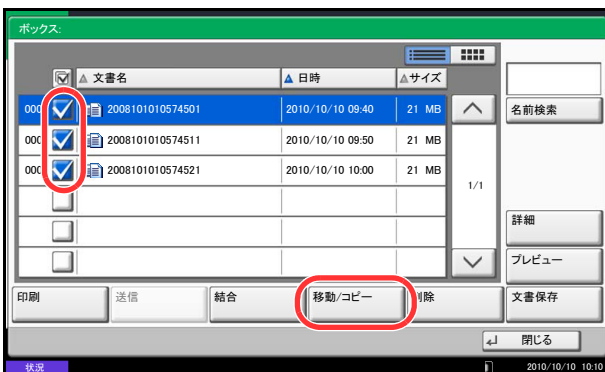 ボックス:
文書名 日時 サイズ
2008101010574501 2010/10/10 09:40 21 MB
名前検索
2008101010574511 2010/10/10 09:50 21 MB
2008101010574521 2010/10/10 10:00 21 MB
1/1
詳細
プレビュー
印刷 送信 結合 移動/コピー 削除 文書保存
閉じる
状況 2010/10/10 10:10